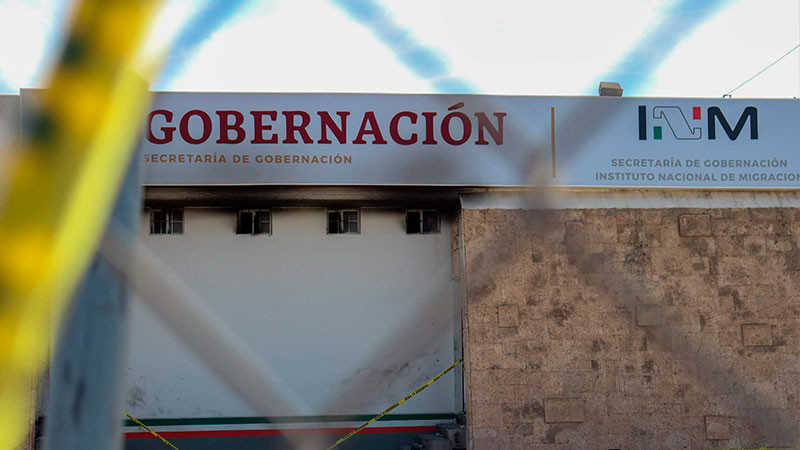 GOBERNACIÓN
SECRETARÍA DE GOBERNACIÓN
INM
SECRETARÍA DE GOBERNACIÓN
INSTITUTO NACIONAL DE MIGRACIÓN